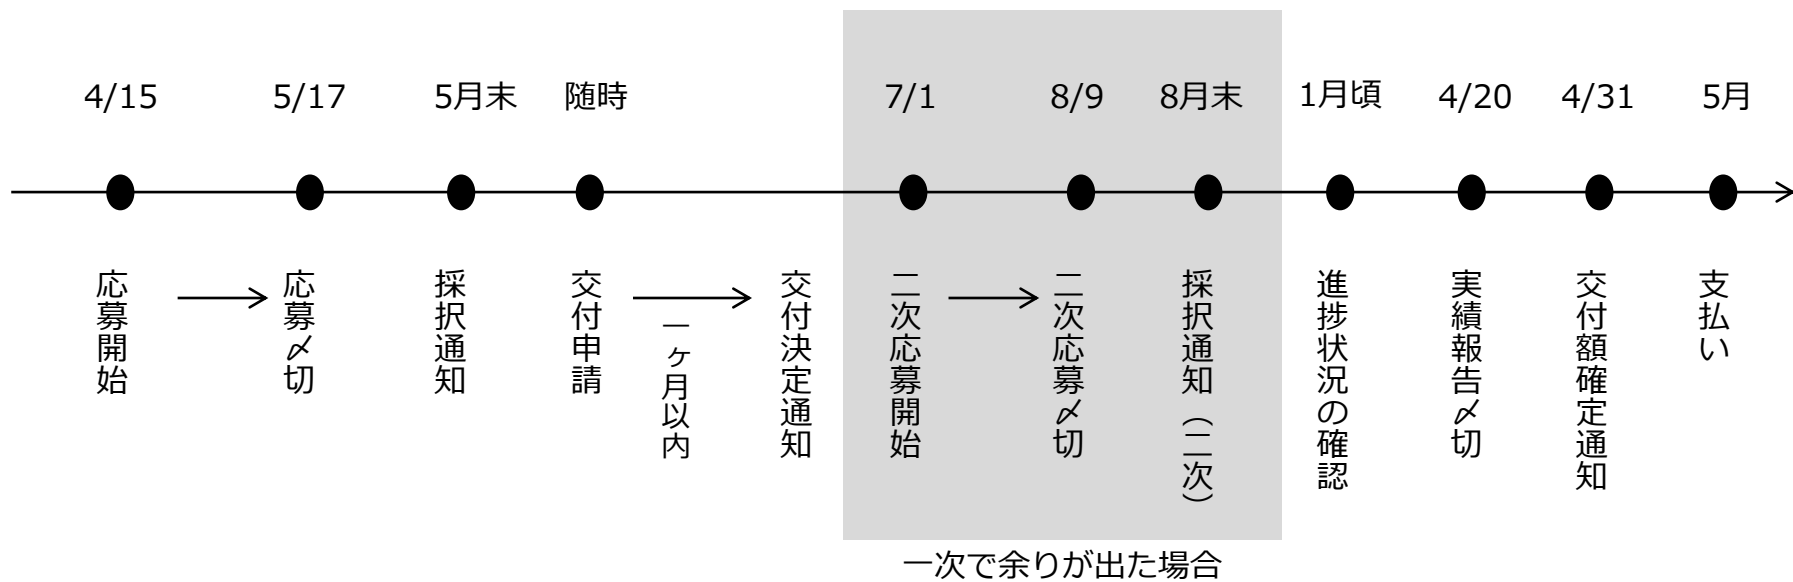 4/15
5/17
5月末
随時
7/1
8/9
8月末
1月頃
4/20
4/31
5月
応募開始
応募〆切
採択通知
交付申請
一ヶ月以内
交付決定通知
二次応募開始
二次応募〆切
採択通知（二次）
進捗状況の確認
実績報告〆切
交付額確定通知
支払い
一次で余りが出た場合